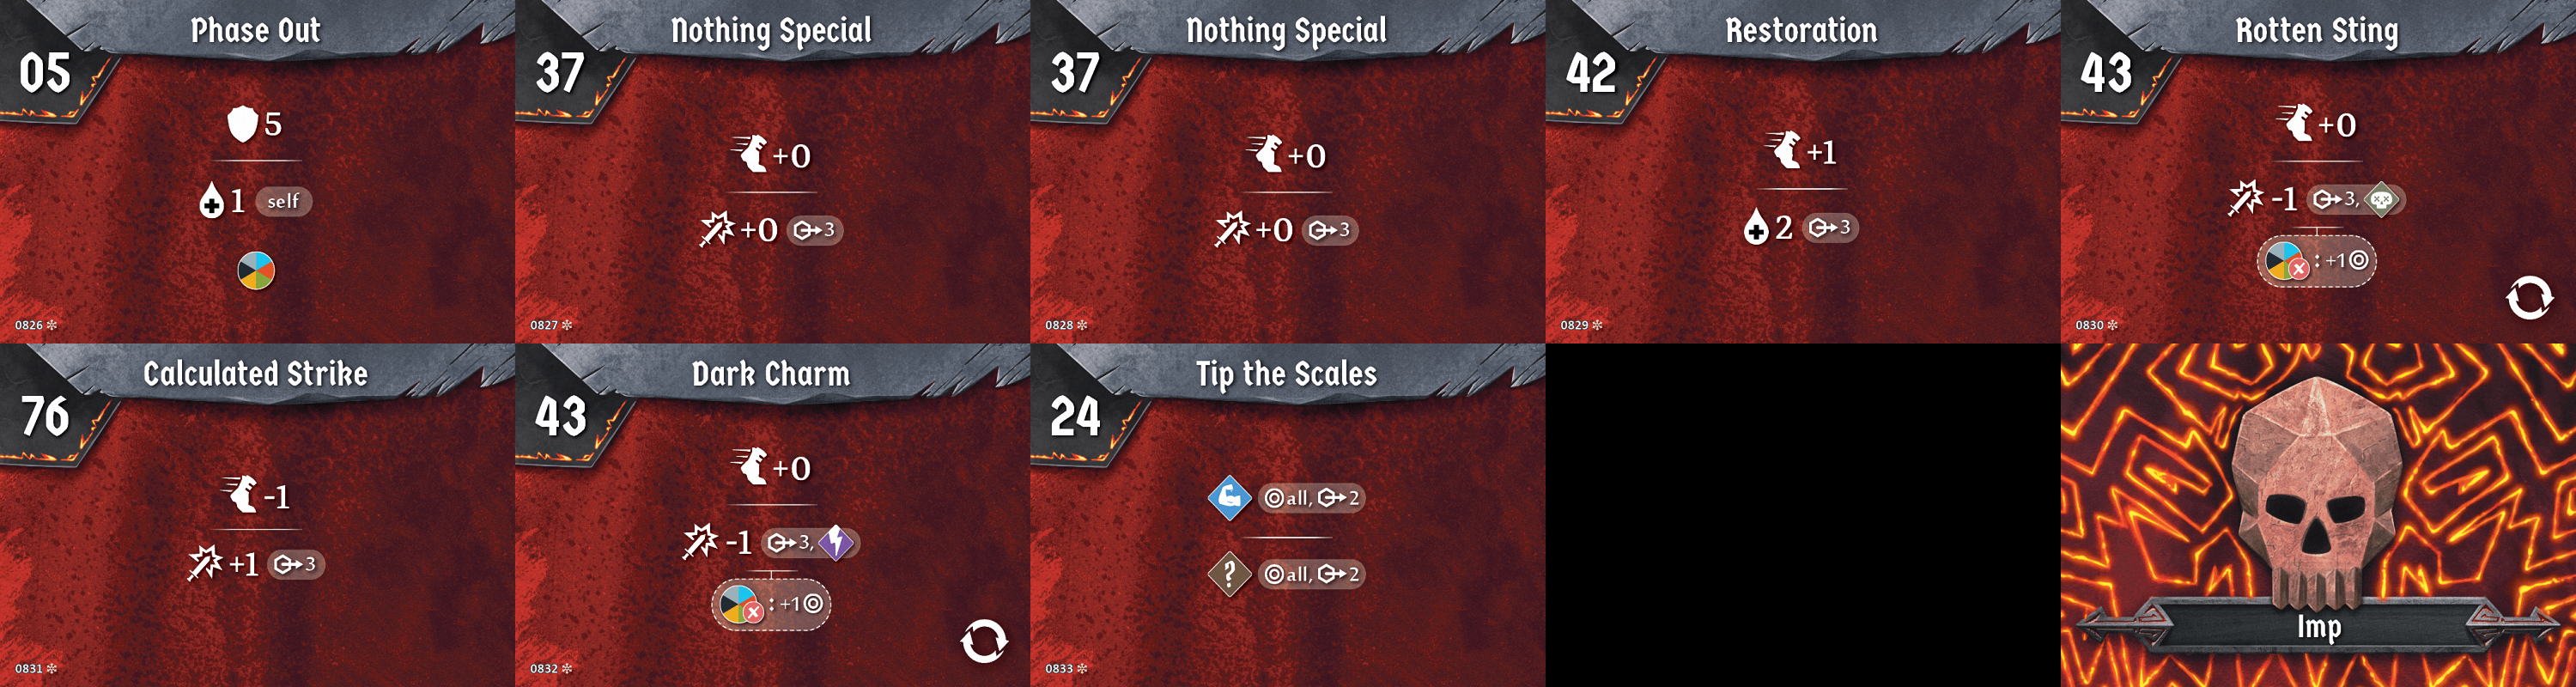 Phase Out
05
5
1 self
0826
Nothing Special
37
+0
+0 3
0827
Nothing Special
37
+0
+0 3
0828
Restoration
42
+1
2 3
0829
Rotten Sting
43
+0
-1 3,
: +1
0830
Calculated Strike
76
-1
+1 3
0831
Dark Charm
43
+0
-1 3,
: +1
0832
Tip the Scales
24
all, 2
? all, 2
0833
Imp